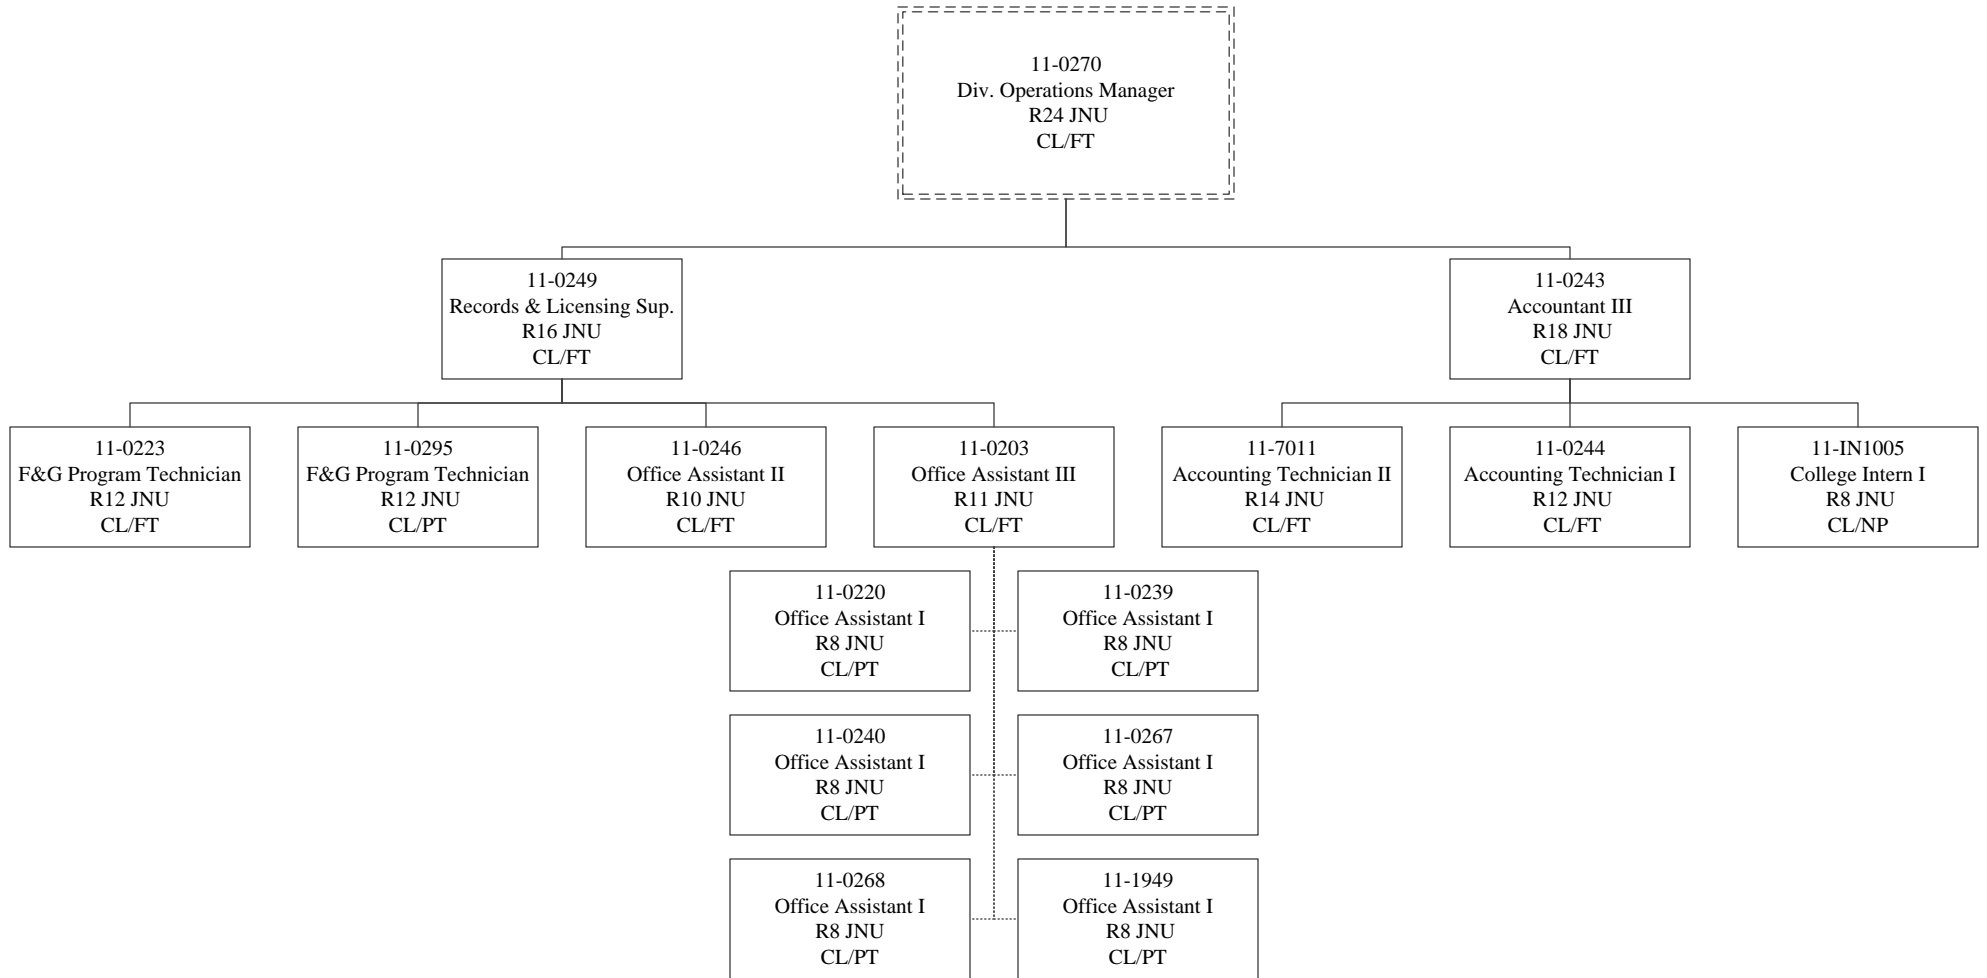 11-0270
Div. Operations Manager
R24 JNU
CL/FT
11-0249
Records & Licensing Sup.
R16 JNU
CL/FT
11-0243
Accountant III
R18 JNU
CL/FT
11-0223
F&G Program Technician
R12 JNU
CL/FT
11-0295
F&G Program Technician
R12 JNU
CL/PT
11-0246
Office Assistant II
R10 JNU
CL/FT
11-0203
Office Assistant III
R11 JNU
CL/FT
11-7011
Accounting Technician II
R14 JNU
CL/FT
11-0244
Accounting Technician I
R12 JNU
CL/FT
11-IN1005
College Intern I
R8 JNU
CL/NP
11-0220
Office Assistant I
R8 JNU
CL/PT
11-0239
Office Assistant I
R8 JNU
CL/PT
11-0240
Office Assistant I
R8 JNU
CL/PT
11-0267
Office Assistant I
R8 JNU
CL/PT
11-0268
Office Assistant I
R8 JNU
CL/PT
11-1949
Office Assistant I
R8 JNU
CL/PT